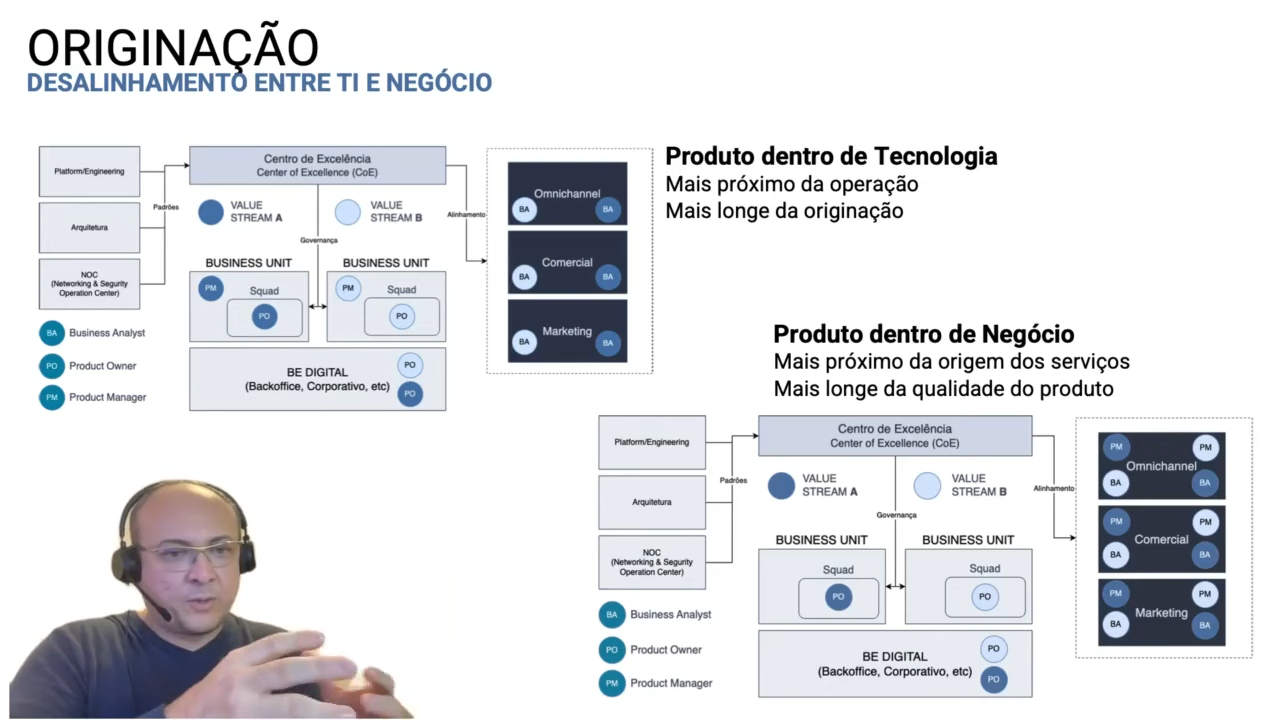 ORIGINAÇÃO
DESALINHAMENTO ENTRE TI E NEGÓCIO
Platform/Engineering
Arquitetura
NOC
(Networking & Segurity
Operation Center)
Padrões
Centro de Excelência
Center of Excellence (CoE)
VALUE
STREAM A
VALUE
STREAM B
Governança
Alinhamento
BUSINESS UNIT
BUSINESS UNIT
PM
Squad
PO
PM
Squad
PO
BE DIGITAL
(Backoffice, Corporativo, etc)
PO
PO
Omnichannel
BA
BA
Comercial
BA
BA
Marketing
BA
BA
BA Business Analyst
PO Product Owner
PM Product Manager
Produto dentro de Tecnologia
Mais próximo da operação
Mais longe da originação
Produto dentro de Negócio
Mais próximo da origem dos serviços
Mais longe da qualidade do produto
Platform/Engineering
Arquitetura
NOC
(Networking & Segurity
Operation Center)
Padrões
Centro de Excelência
Center of Excellence (CoE)
VALUE
STREAM A
VALUE
STREAM B
Governança
Alinhamento
BUSINESS UNIT
BUSINESS UNIT
Squad
PO
Squad
PO
BE DIGITAL
(Backoffice, Corporativo, etc)
PO
PO
PM
PM
Omnichannel
BA
BA
PM
PM
Comercial
BA
BA
PM
PM
Marketing
BA
BA
BA Business Analyst
PO Product Owner
PM Product Manager